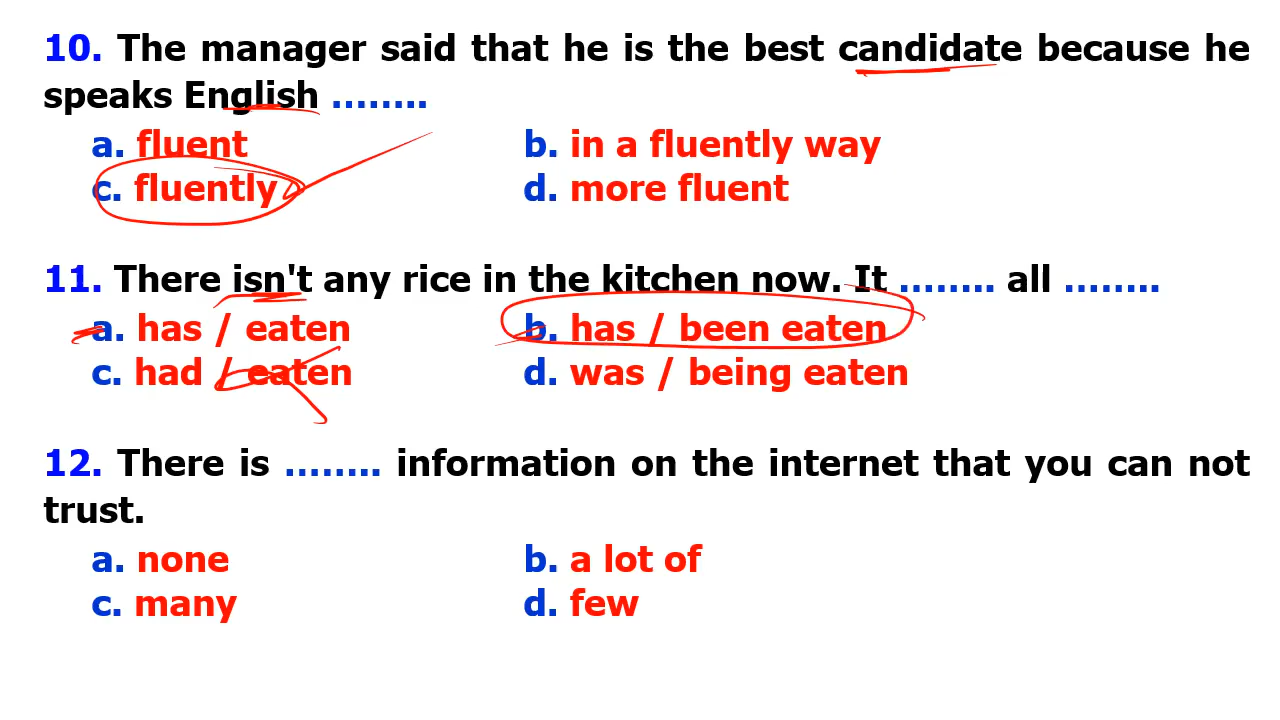 10. The manager said that he is the best candidate because he
speaks English ........
a. fluent b. in a fluently way
c. fluently d. more fluent
11. There isn't any rice in the kitchen now. It ........ all ........
a. has / eaten b. has / been eaten
c. had / eaten d. was / being eaten
12. There is ........ information on the internet that you can not
trust.
a. none b. a lot of
c. many d. few